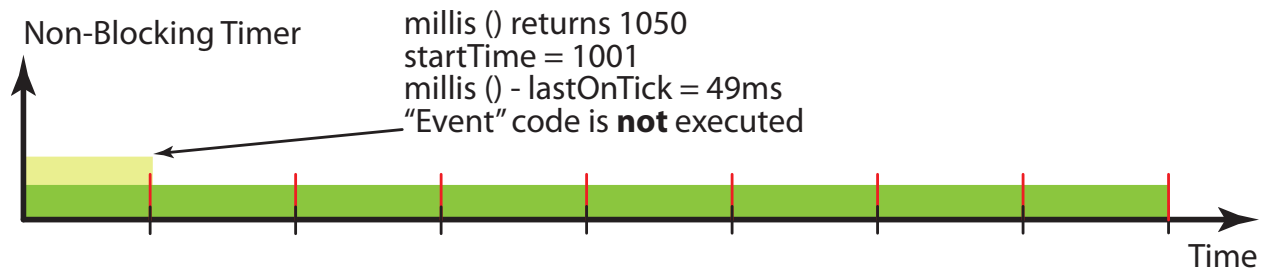 Non-Blocking Timer
millis () returns 1050
startTime = 1001
millis () - lastOnTick = 49ms
“Event” code is not executed
Time